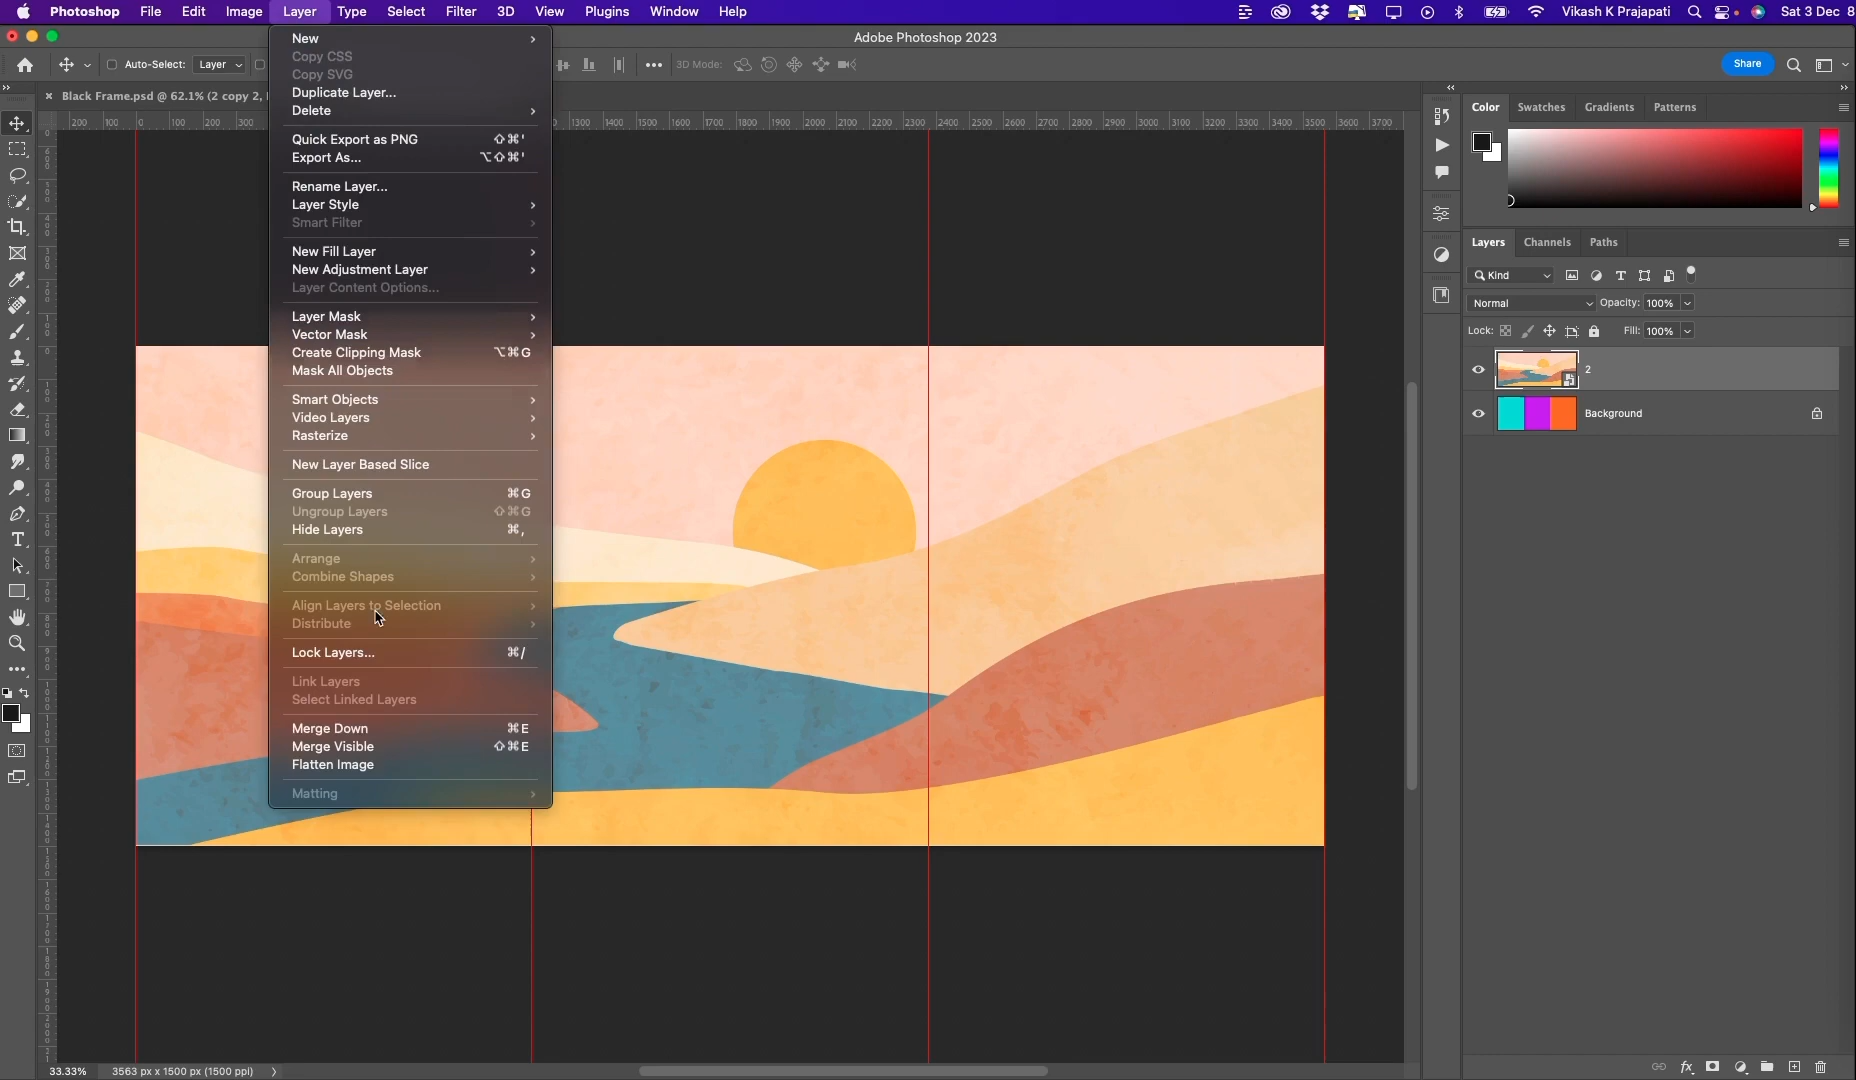 Photoshop File Edit Image Layer Type Select Filter 3D View Plugins Window Help Vikash K Prajapati Sat 3 Dec 8
Adobe Photoshop 2023
Auto-Select: Layer 3D Mode: Share
× Black Frame.psd @ 62.1% (2 copy 2,
200 100 0 100 200 300 1300 1400 1500 1600 1700 1800 1900 2000 2100 2200 2300 2400 2500 2600 2700 2800 2900 3000 3100 3200 3300 3400 3500 3600 3700
New
Copy CSS
Copy SVG
Duplicate Layer...
Delete
Quick Export as PNG ⇧⌘'
Export As... ⌥⇧⌘'
Rename Layer...
Layer Style
Smart Filter
New Fill Layer
New Adjustment Layer
Layer Content Options...
Layer Mask
Vector Mask
Create Clipping Mask ⌥⌘G
Mask All Objects
Smart Objects
Video Layers
Rasterize
New Layer Based Slice
Group Layers ⌘G
Ungroup Layers ⇧⌘G
Hide Layers ⌘,
Arrange
Combine Shapes
Align Layers to Selection
Distribute
Lock Layers... ⌘/
Link Layers
Select Linked Layers
Merge Down ⌘E
Merge Visible ⇧⌘E
Flatten Image
Matting
Color Swatches Gradients Patterns
Layers Channels Paths
Kind
Normal Opacity: 100%
Lock: Fill: 100%
2
Background
fx
33.33% 3563 px x 1500 px (1500 ppi)